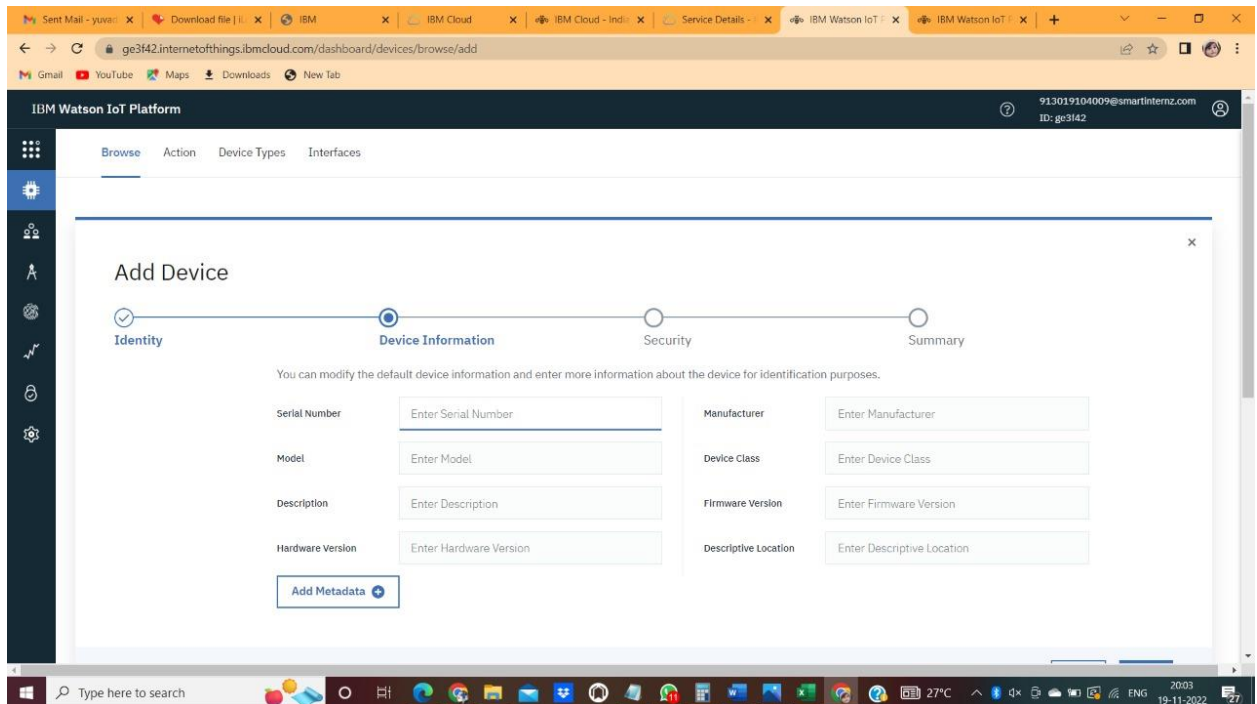 Sent Mail - yuvar
Download file | iL
IBM
IBM Cloud
IBM Cloud - Indi
Service Details -
IBM Watson IoT P
IBM Watson IoT P
ge3f42.internetofthings.ibmcloud.com/dashboard/devices/browse/add
Gmail YouTube Maps Downloads New Tab
IBM Watson IoT Platform
913019104009@smartinternz.com
ID: ge3f42
Browse Action Device Types Interfaces
Add Device
Identity Device Information Security Summary
You can modify the default device information and enter more information about the device for identification purposes.
Serial Number Enter Serial Number Manufacturer Enter Manufacturer
Model Enter Model Device Class Enter Device Class
Description Enter Description Firmware Version Enter Firmware Version
Hardware Version Enter Hardware Version Descriptive Location Enter Descriptive Location
Add Metadata
Type here to search
27°C
ENG
20:03
19-11-2022
27